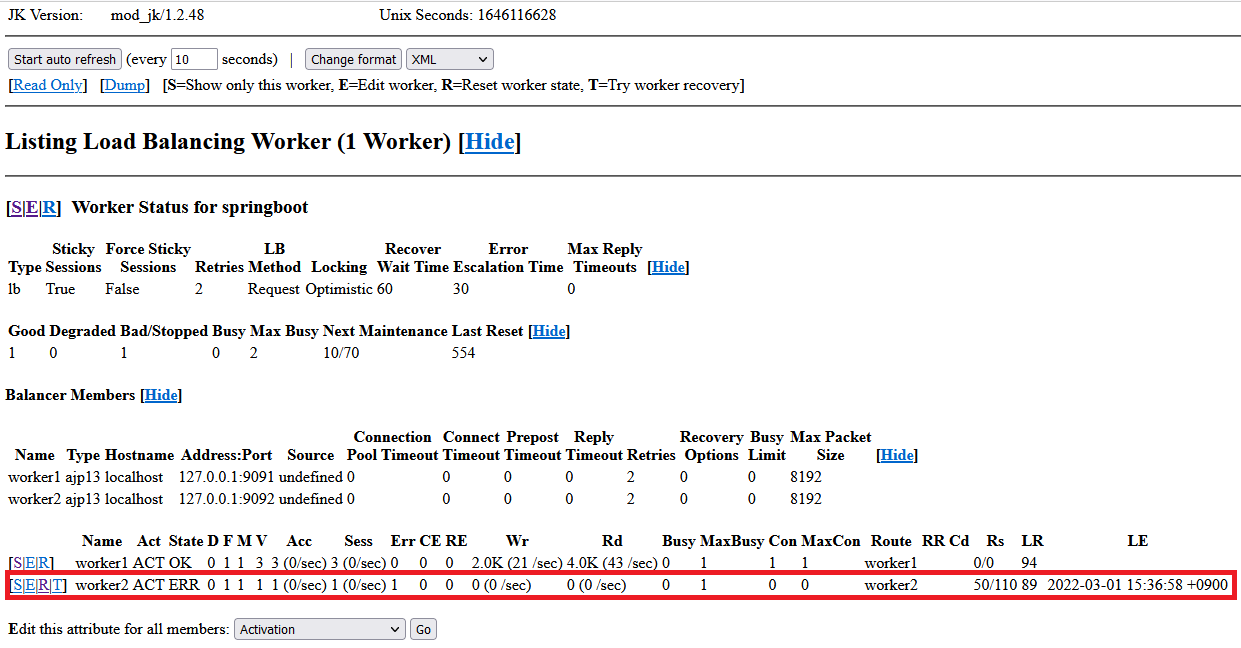 JK Version: mod_jk/1.2.48 Unix Seconds: 1646116628
Start auto refresh (every 10 seconds) | Change format XML
[Read Only] [Dump] [S=Show only this worker, E=Edit worker, R=Reset worker state, T=Try worker recovery]
Listing Load Balancing Worker (1 Worker) [Hide]
[S|E|R] Worker Status for springboot
Sticky Force Sticky LB Recover Error Max Reply
Type Sessions Sessions Retries Method Locking Wait Time Escalation Time Timeouts [Hide]
lb True False 2 Request Optimistic 60 30 0
Good Degraded Bad/Stopped Busy Max Busy Next Maintenance Last Reset [Hide]
1 0 1 0 2 10/70 554
Balancer Members [Hide]
Connection Connect Prepost Reply Recovery Busy Max Packet
Name Type Hostname Address:Port Source Pool Timeout Timeout Timeout Timeout Retries Options Limit Size [Hide]
worker1 ajp13 localhost 127.0.0.1:9091 undefined 0 0 0 0 2 0 0 8192
worker2 ajp13 localhost 127.0.0.1:9092 undefined 0 0 0 0 2 0 0 8192
Name Act State D F M V Acc Sess Err CE RE Wr Rd Busy MaxBusy Con MaxCon Route RR Cd Rs LR LE
[S|E|R] worker1 ACT OK 0 1 1 3 3 (0/sec) 3 (0/sec) 0 0 0 2.0K (21 /sec) 4.0K (43 /sec) 0 1 1 1 worker1 0/0 94
[S|E|R|T] worker2 ACT ERR 0 1 1 1 1 (0/sec) 1 (0/sec) 1 0 0 0 (0 /sec) 0 (0 /sec) 0 1 0 0 worker2 50/110 89 2022-03-01 15:36:58 +0900
Edit this attribute for all members: Activation Go